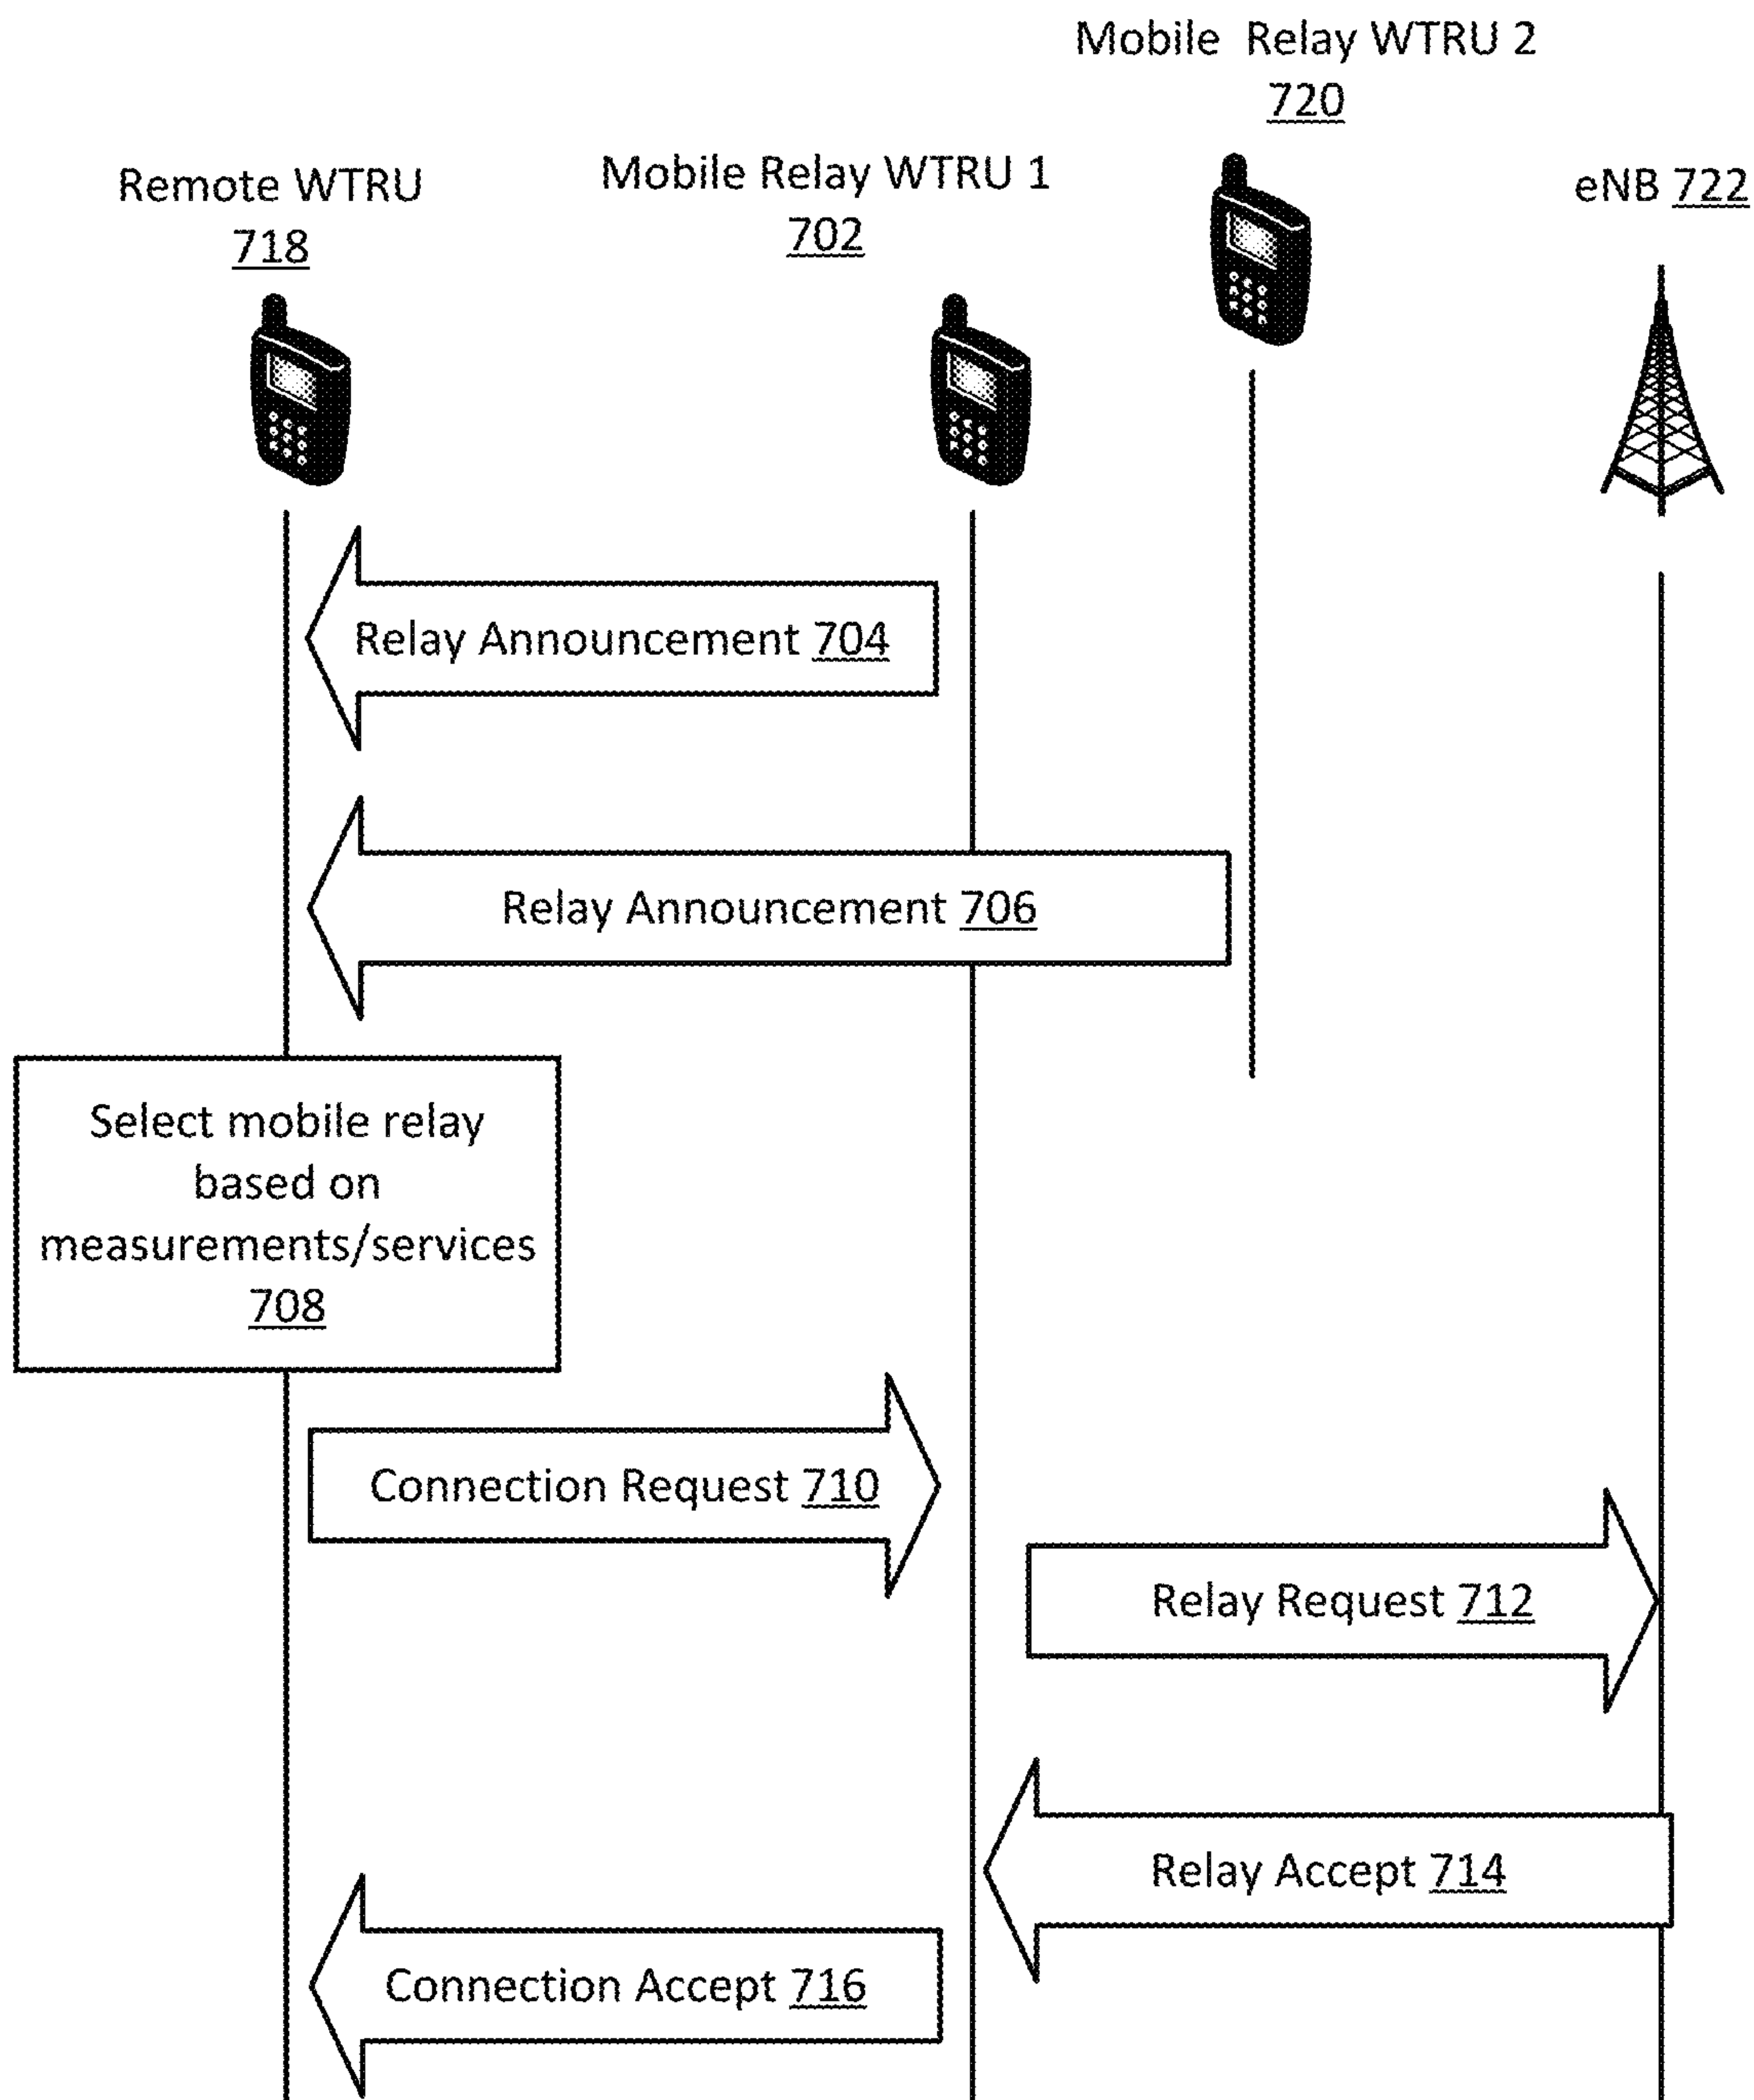 Mobile Relay WTRU 2
720
Remote WTRU
718
Mobile Relay WTRU 1
702
eNB 722
Relay Announcement 704
Relay Announcement 706
Select mobile relay
based on
measurements/services
708
Connection Request 710
Relay Request 712
Relay Accept 714
Connection Accept 716